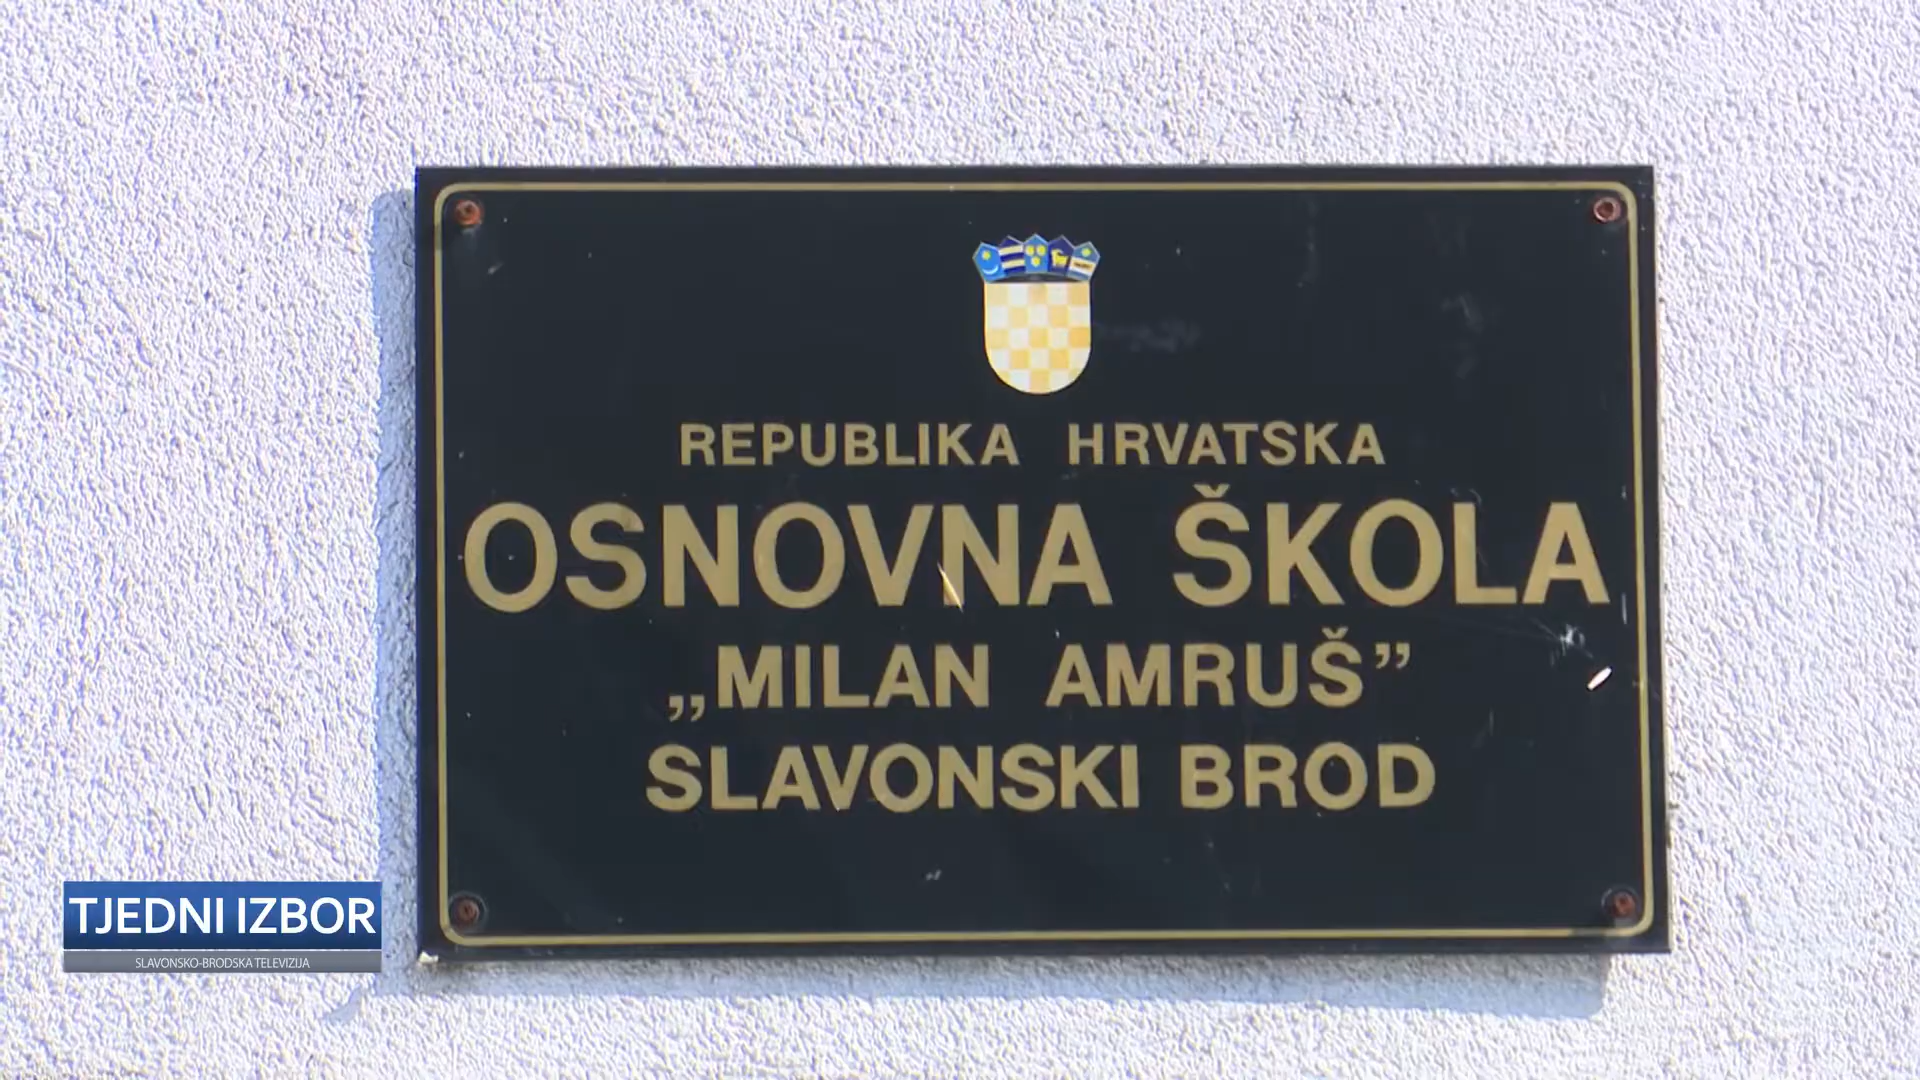 REPUBLIKA HRVATSKA
OSNOVNA ŠKOLA
„MILAN AMRUŠ”
SLAVONSKI BROD
TJEDNI IZBOR
SLAVONSKO-BRODSKA TELEVIZIJA